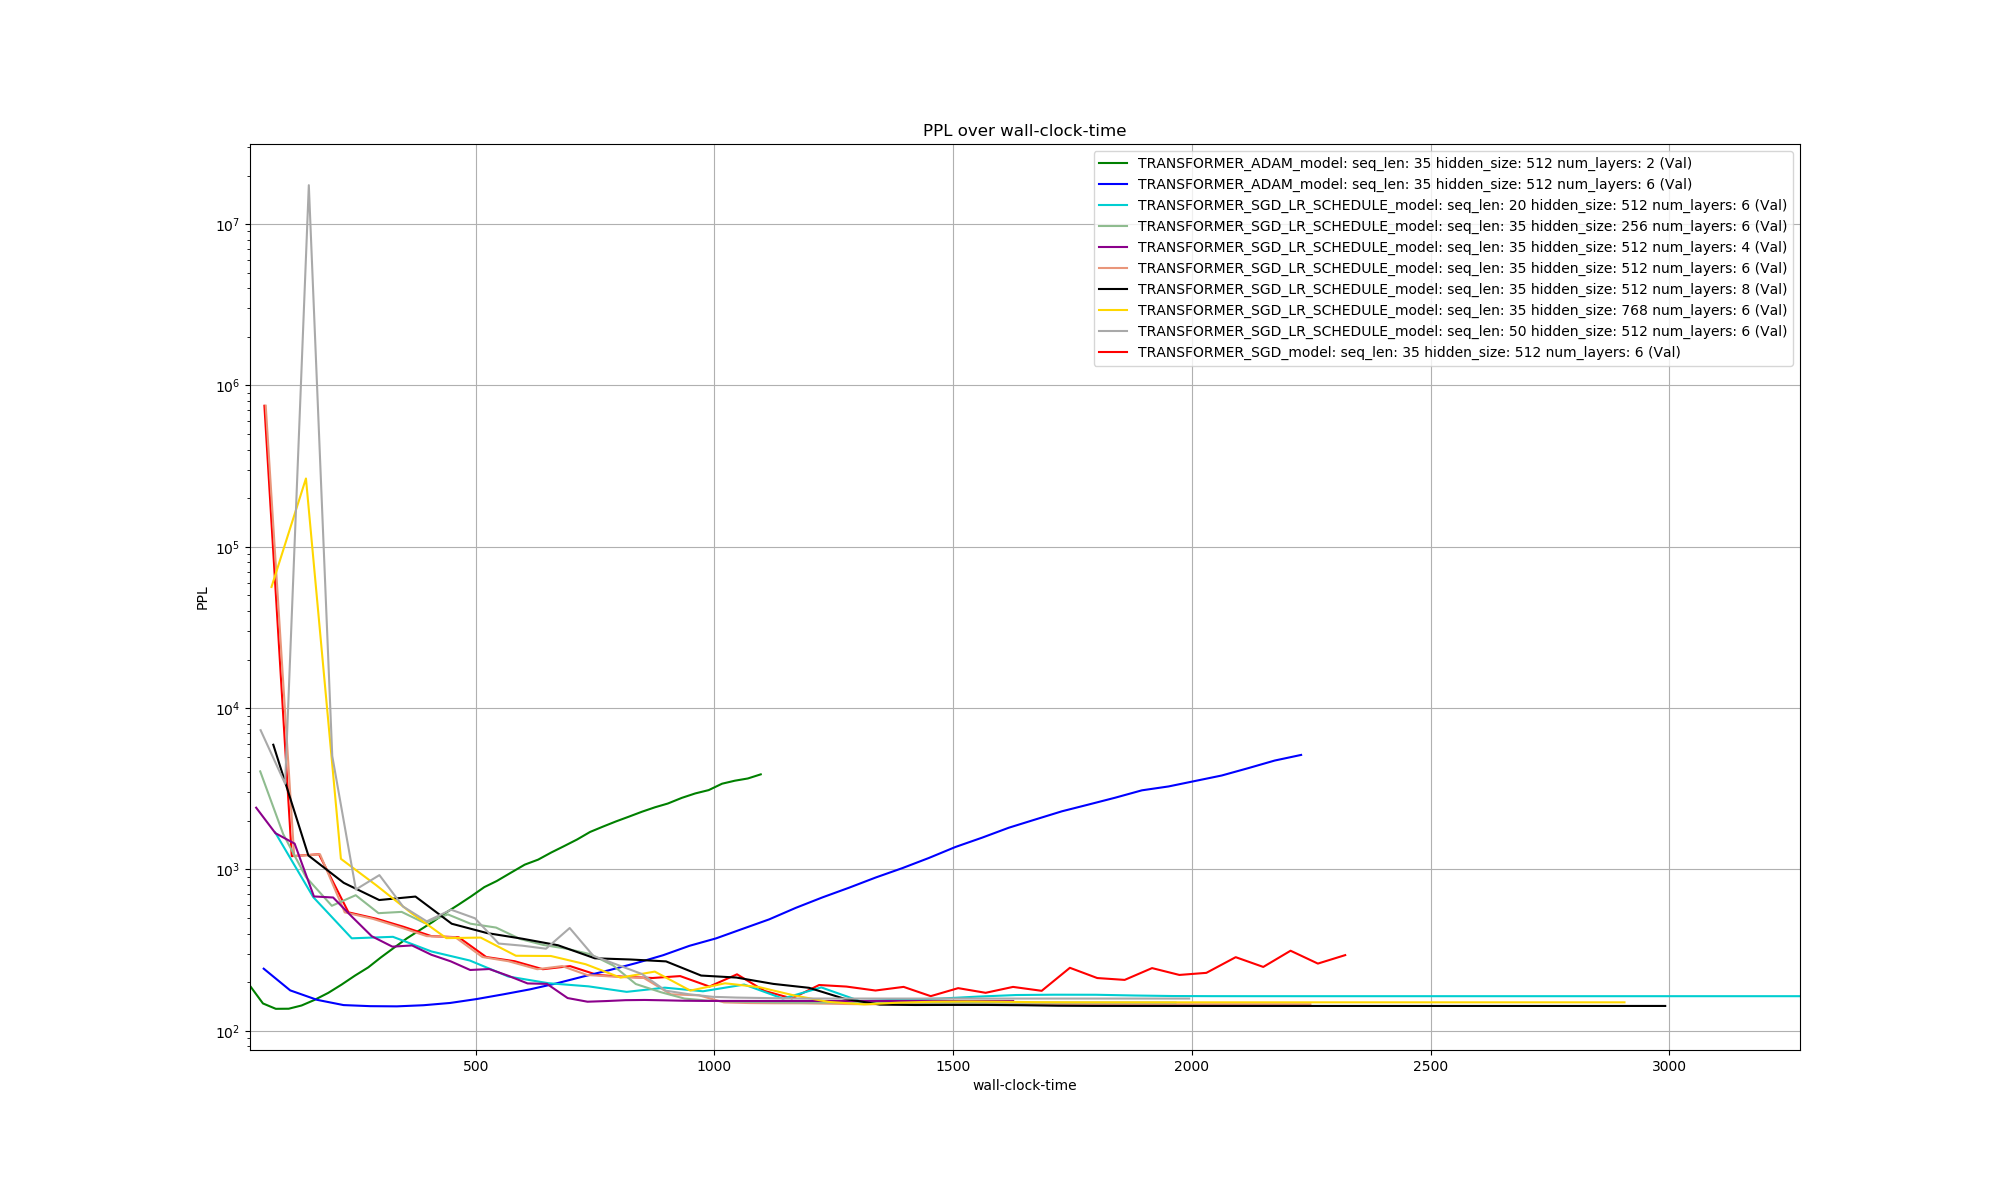 PPL over wall-clock-time
TRANSFORMER_ADAM_model: seq_len: 35 hidden_size: 512 num_layers: 2 (Val)
TRANSFORMER_ADAM_model: seq_len: 35 hidden_size: 512 num_layers: 6 (Val)
TRANSFORMER_SGD_LR_SCHEDULE_model: seq_len: 20 hidden_size: 512 num_layers: 6 (Val)
TRANSFORMER_SGD_LR_SCHEDULE_model: seq_len: 35 hidden_size: 256 num_layers: 6 (Val)
TRANSFORMER_SGD_LR_SCHEDULE_model: seq_len: 35 hidden_size: 512 num_layers: 4 (Val)
TRANSFORMER_SGD_LR_SCHEDULE_model: seq_len: 35 hidden_size: 512 num_layers: 6 (Val)
TRANSFORMER_SGD_LR_SCHEDULE_model: seq_len: 35 hidden_size: 512 num_layers: 8 (Val)
TRANSFORMER_SGD_LR_SCHEDULE_model: seq_len: 35 hidden_size: 768 num_layers: 6 (Val)
TRANSFORMER_SGD_LR_SCHEDULE_model: seq_len: 50 hidden_size: 512 num_layers: 6 (Val)
TRANSFORMER_SGD_model: seq_len: 35 hidden_size: 512 num_layers: 6 (Val)
10⁷
10⁶
10⁵
10⁴
10³
10²
PPL
500 1000 1500 2000 2500 3000
wall-clock-time